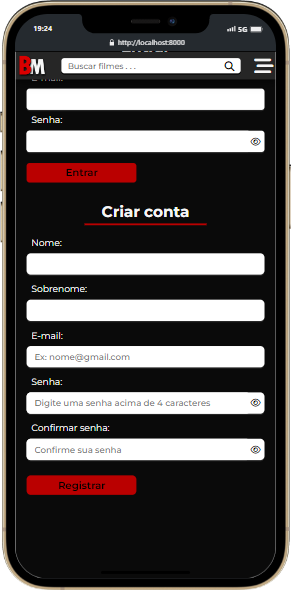 19:24
5G
http://localhost:8000
BM
Buscar filmes . . .
E-mail:
Senha:
Entrar
Criar conta
Nome:
Sobrenome:
E-mail:
Ex: nome@gmail.com
Senha:
Digite uma senha acima de 4 caracteres
Confirmar senha:
Confirme sua senha
Registrar